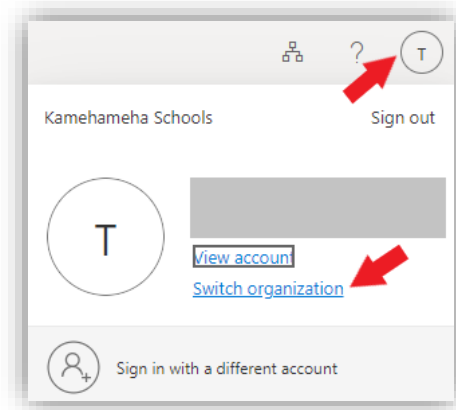 ? T
Kamehameha Schools Sign out
T
View account
Switch organization
Sign in with a different account